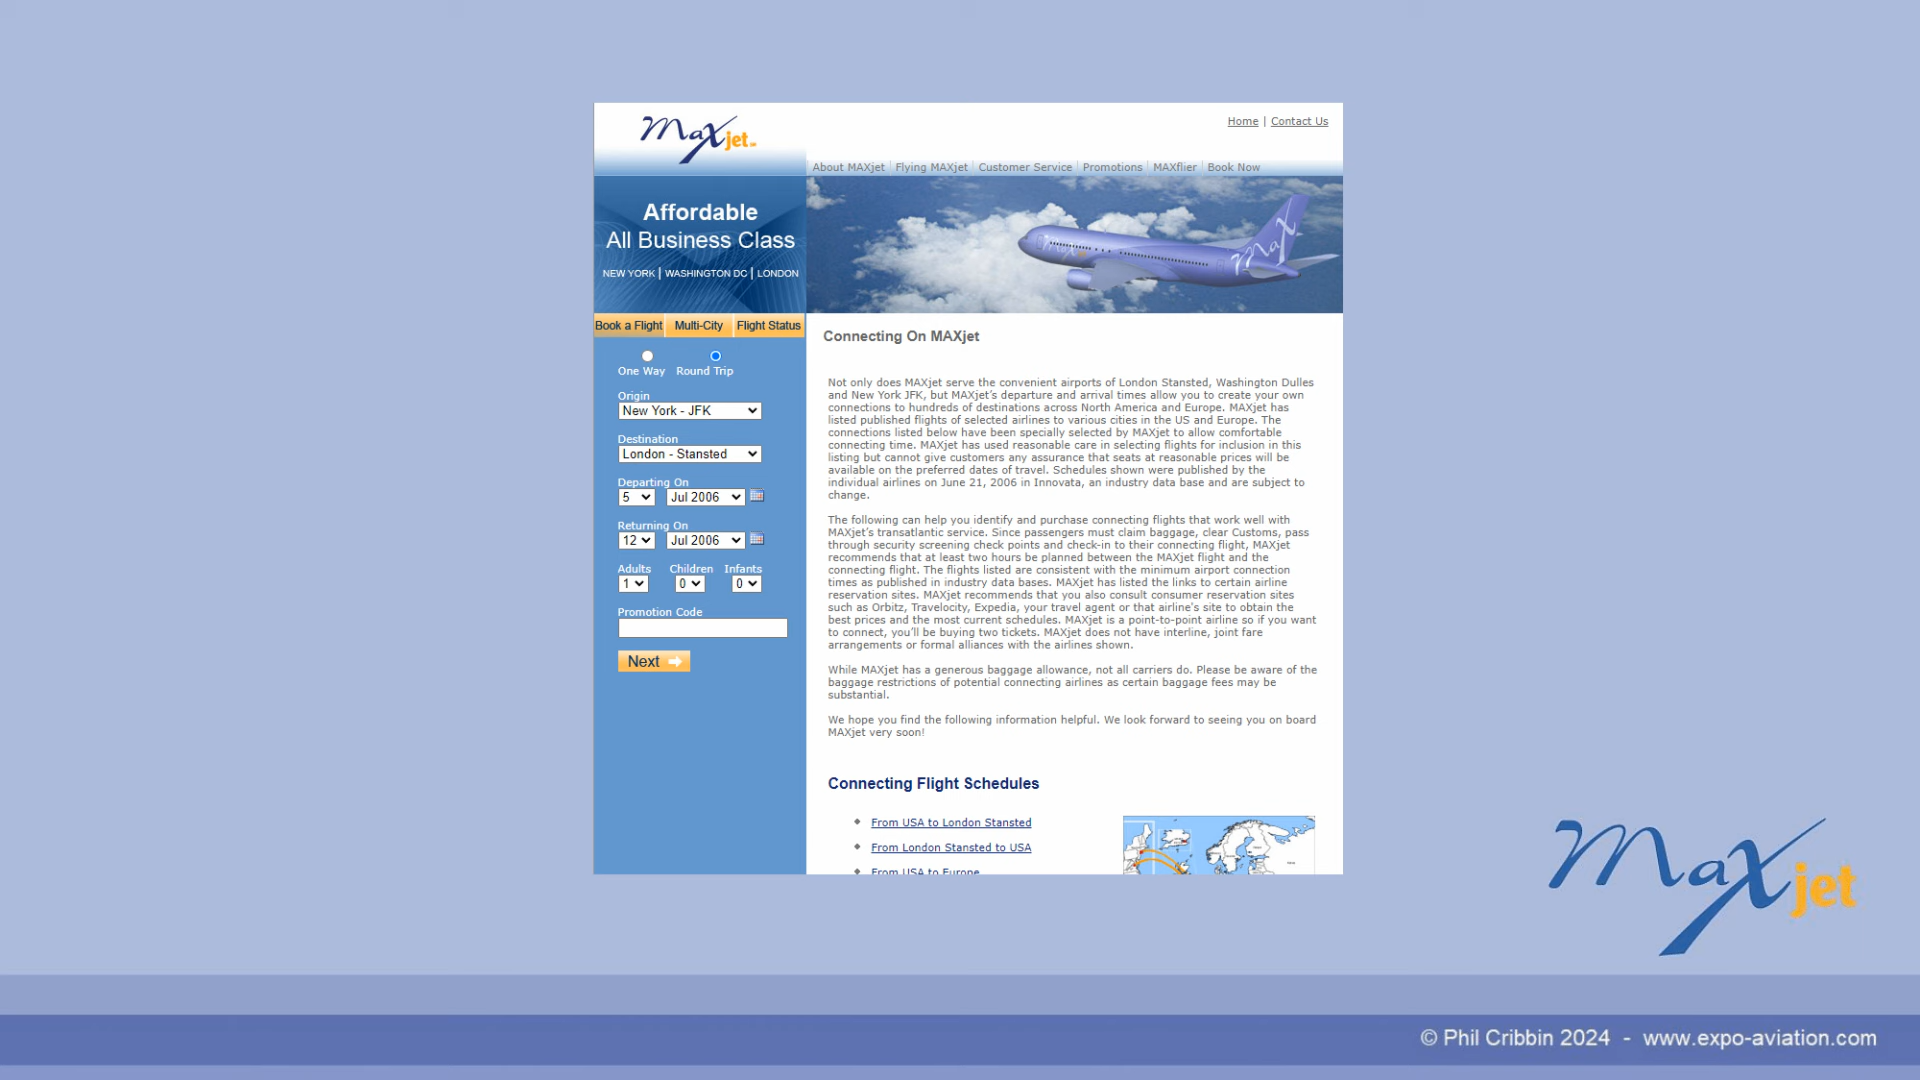 Maxjet
Home | Contact Us
About MAXjet Flying MAXjet Customer Service Promotions MAXflier Book Now
Affordable
All Business Class
NEW YORK | WASHINGTON DC | LONDON
Max
Book a Flight Multi-City Flight Status
One Way Round Trip
Origin
New York - JFK
Destination
London - Stansted
Departing On
5 Jul 2006
Returning On
12 Jul 2006
Adults Children Infants
1 0 0
Promotion Code
Next
Connecting On MAXjet
Not only does MAXjet serve the convenient airports of London Stansted, Washington Dulles
and New York JFK, but MAXjet's departure and arrival times allow you to create your own
connections to hundreds of destinations across North America and Europe. MAXjet has
listed published flights of selected airlines to various cities in the US and Europe. The
connections listed below have been specially selected by MAXjet to allow comfortable
connecting time. MAXjet has used reasonable care in selecting flights for inclusion in this
listing but cannot give customers any assurance that seats at reasonable prices will be
available on the preferred dates of travel. Schedules shown were published by the
individual airlines on June 21, 2006 in Innovata, an industry data base and are subject to
change.
The following can help you identify and purchase connecting flights that work well with
MAXjet's transatlantic service. Since passengers must claim baggage, clear Customs, pass
through security screening check points and check-in to their connecting flight, MAXjet
recommends that at least two hours be planned between the MAXjet flight and the
connecting flight. The flights listed are consistent with the minimum airport connection
times as published in industry data bases. MAXjet has listed the links to certain airline
reservation sites. MAXjet recommends that you also consult consumer reservation sites
such as Orbitz, Travelocity, Expedia, your travel agent or that airline's site to obtain the
best prices and the most current schedules. MAXjet is a point-to-point airline so if you want
to connect, you'll be buying two tickets. MAXjet does not have interline, joint fare
arrangements or formal alliances with the airlines shown.
While MAXjet has a generous baggage allowance, not all carriers do. Please be aware of the
baggage restrictions of potential connecting airlines as certain baggage fees may be
substantial.
We hope you find the following information helpful. We look forward to seeing you on board
MAXjet very soon!
Connecting Flight Schedules
From USA to London Stansted
From London Stansted to USA
From USA to Europe
Maxjet
© Phil Cribbin 2024 - www.expo-aviation.com